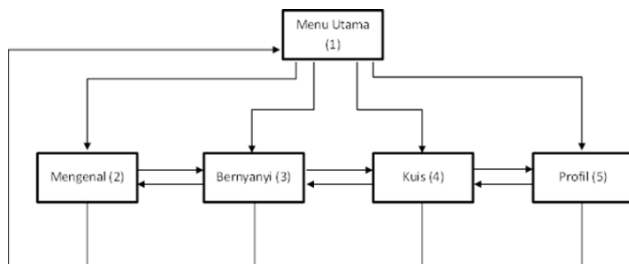 Menu Utama
(1)
Mengenal (2)
Bernyanyi (3)
Kuis (4)
Profil (5)